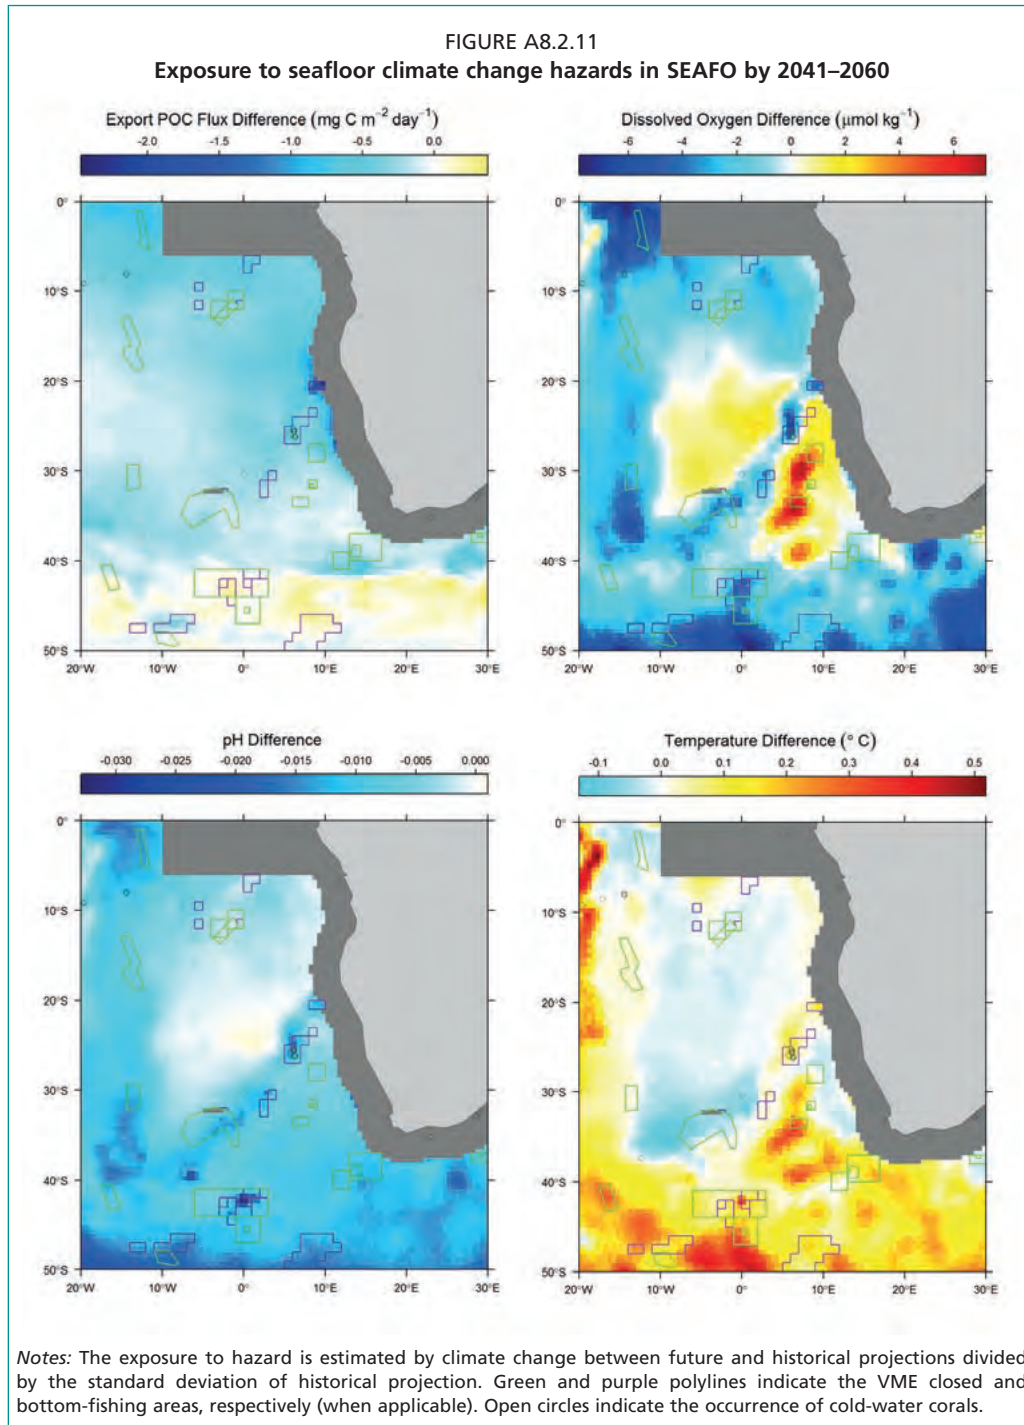 FIGURE A8.2.11
Exposure to seafloor climate change hazards in SEAFO by 2041–2060
Export POC Flux Difference (mg C m⁻² day⁻¹)
-2.0 -1.5 -1.0 -0.5 0.0
0°
10°S
20°S
30°S
40°S
50°S
20°W 10°W 0° 10°E 20°E 30°E
Dissolved Oxygen Difference (µmol kg⁻¹)
-6 -4 -2 0 2 4 6
0°
10°S
20°S
30°S
40°S
50°S
20°W 10°W 0° 10°E 20°E 30°E
pH Difference
-0.030 -0.025 -0.020 -0.015 -0.010 -0.005 0.000
0°
10°S
20°S
30°S
40°S
50°S
20°W 10°W 0° 10°E 20°E 30°E
Temperature Difference (° C)
-0.1 0.0 0.1 0.2 0.3 0.4 0.5
0°
10°S
20°S
30°S
40°S
50°S
20°W 10°W 0° 10°E 20°E 30°E
Notes: The exposure to hazard is estimated by climate change between future and historical projections divided
by the standard deviation of historical projection. Green and purple polylines indicate the VME closed and
bottom-fishing areas, respectively (when applicable). Open circles indicate the occurrence of cold-water corals.